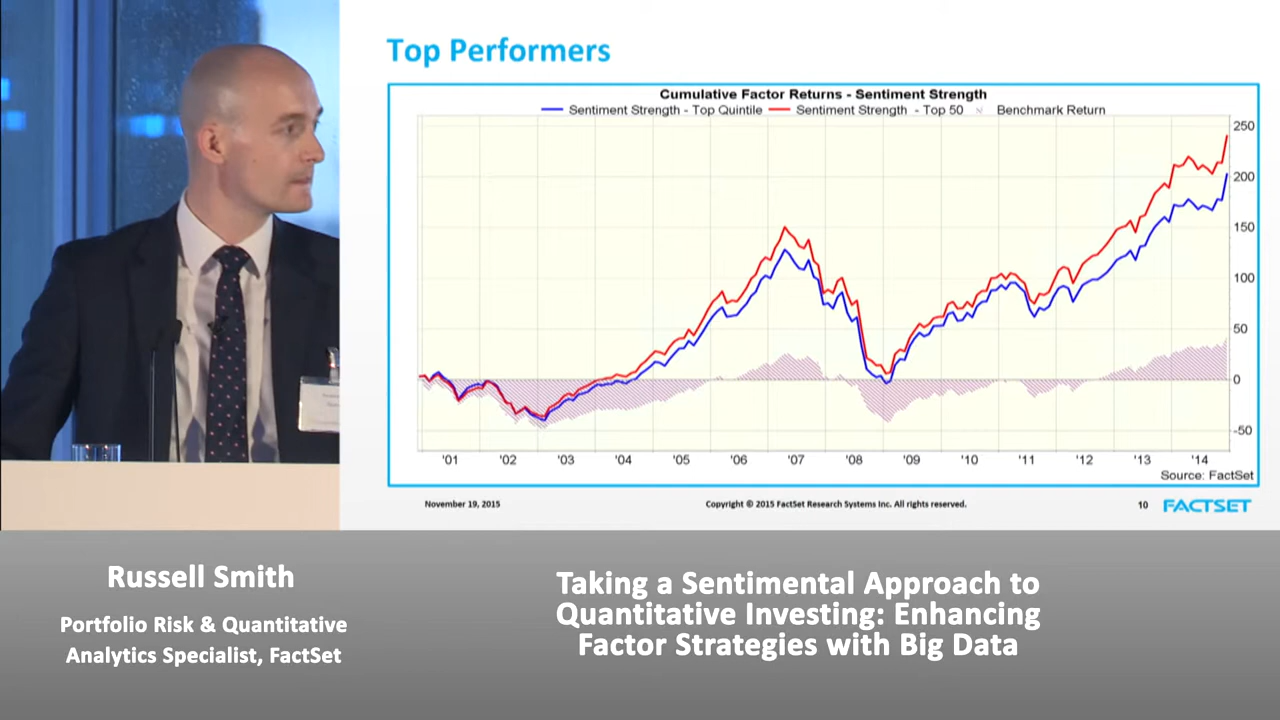 Top Performers
Cumulative Factor Returns - Sentiment Strength
Sentiment Strength - Top Quintile Sentiment Strength - Top 50 Benchmark Return
250
200
150
100
50
0
-50
'01 '02 '03 '04 '05 '06 '07 '08 '09 '10 '11 '12 '13 '14
Source: FactSet
November 19, 2015 Copyright © 2015 FactSet Research Systems Inc. All rights reserved. 10 FACTSET
Russell Smith
Portfolio Risk & Quantitative
Analytics Specialist, FactSet
Taking a Sentimental Approach to
Quantitative Investing: Enhancing
Factor Strategies with Big Data